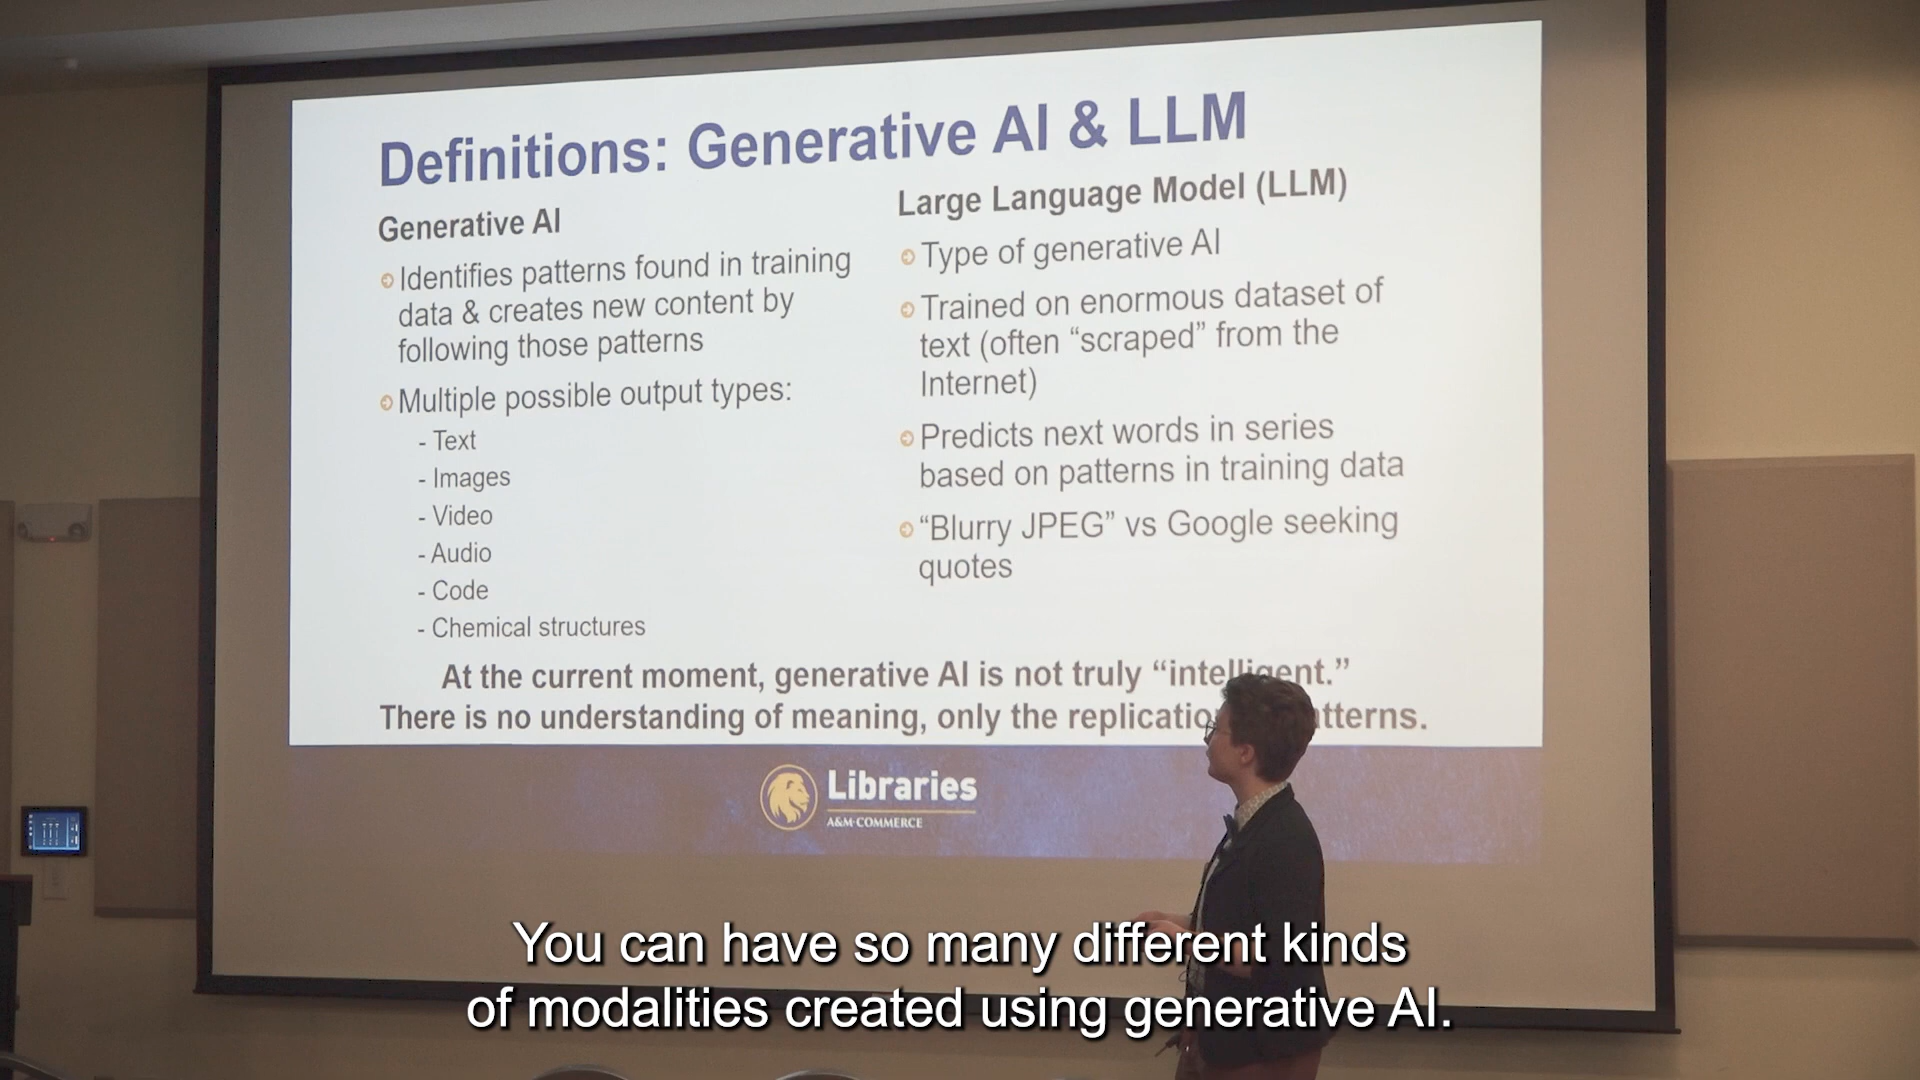 Definitions: Generative AI & LLM
Generative AI
Identifies patterns found in training
data & creates new content by
following those patterns
Multiple possible output types:
- Text
- Images
- Video
- Audio
- Code
- Chemical structures
Large Language Model (LLM)
Type of generative AI
Trained on enormous dataset of
text (often “scraped” from the
Internet)
Predicts next words in series
based on patterns in training data
“Blurry JPEG” vs Google seeking
quotes
At the current moment, generative AI is not truly “intelligent.”
There is no understanding of meaning, only the replicatio tterns.
Libraries
A&M-COMMERCE
You can have so many different kinds
of modalities created using generative AI.